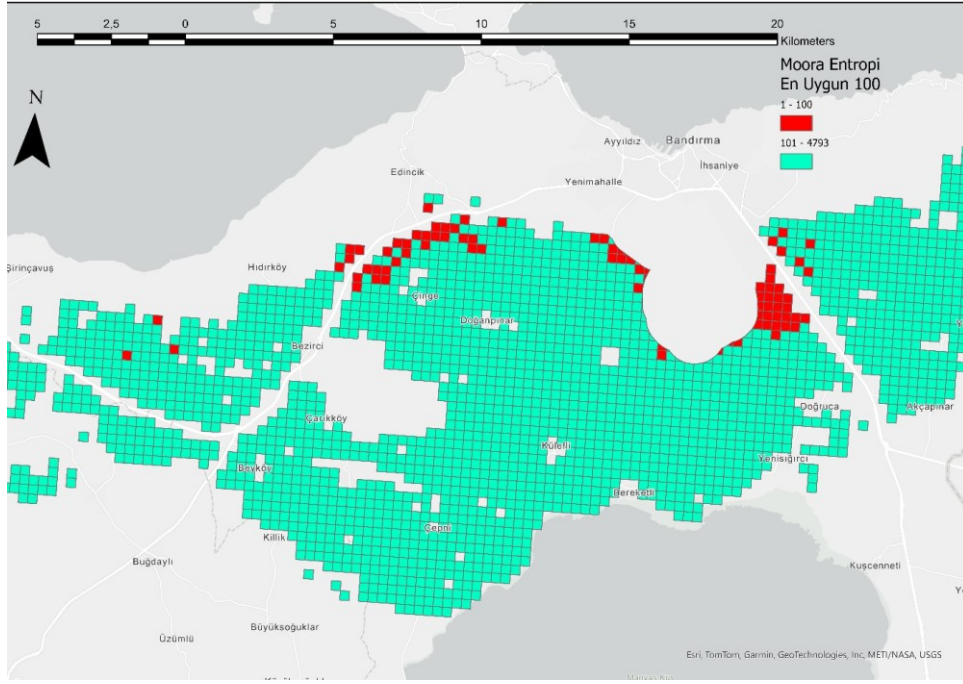 5 2,5 0 5 10 15 20
Kilometers
Moora Entropi
En Uygun 100
1 - 100
101 - 4793
N
Ayyıldız
Bandırma
İhsaniye
Edincik
Yenimahalle
Hıdırköy
Şirinçavuş
Çinge
Doğanpınar
Bezirci
Çarıkköy
Doğruca
Akçapınar
Külefli
Yenisığırcı
Beyköy
Bereketli
Çepni
Killik
Buğdaylı
Kuşcenneti
Büyüksoğuklar
Üzümlü
Esri, TomTom, Garmin, GeoTechnologies, Inc, METI/NASA, USGS